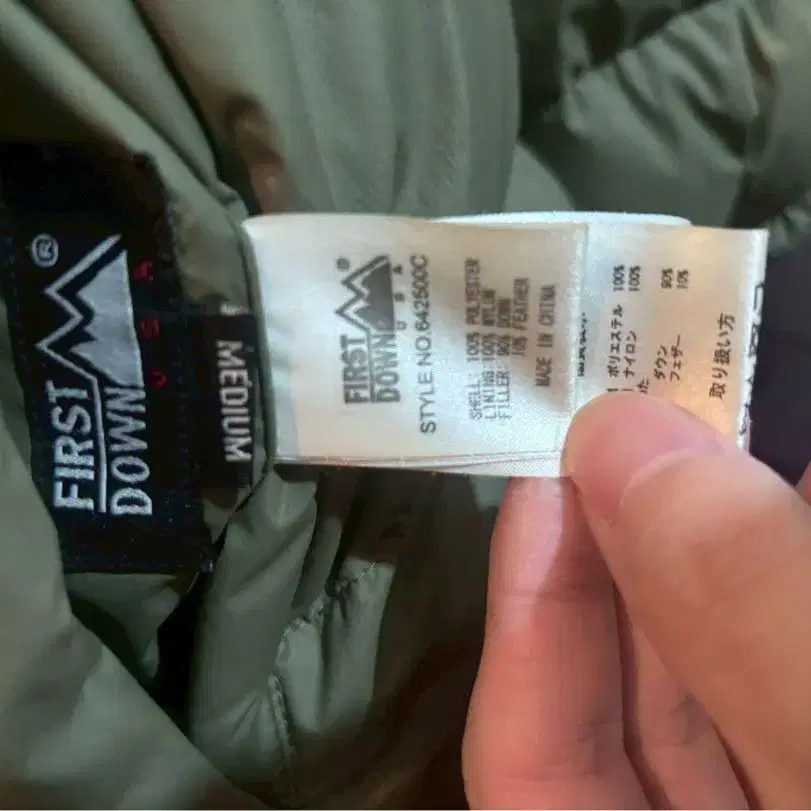 FIRST
DOWN
®
USA
MEDIUM
FIRST
DOWN
®
USA
STYLE NO.642500C
SHELL: 100% POLYESTER
LINING:100% NYLIN
FILLER: 90% DOWN
10% FEATHER
MADE IN CHINA
ポリエステル 100%
ナイロン 100%
ダウン 90%
フェザー 10%
取り扱い方